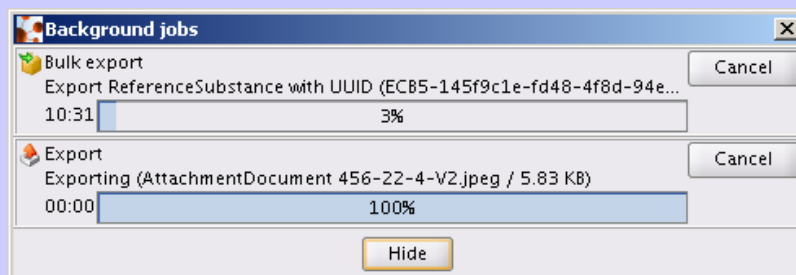 Background jobs
Bulk export
Cancel
Export ReferenceSubstance with UUID (ECB5-145f9c1e-fd48-4f8d-94e...
10:31
3%
Export
Cancel
Exporting (AttachmentDocument 456-22-4-V2.jpeg / 5.83 KB)
00:00
100%
Hide